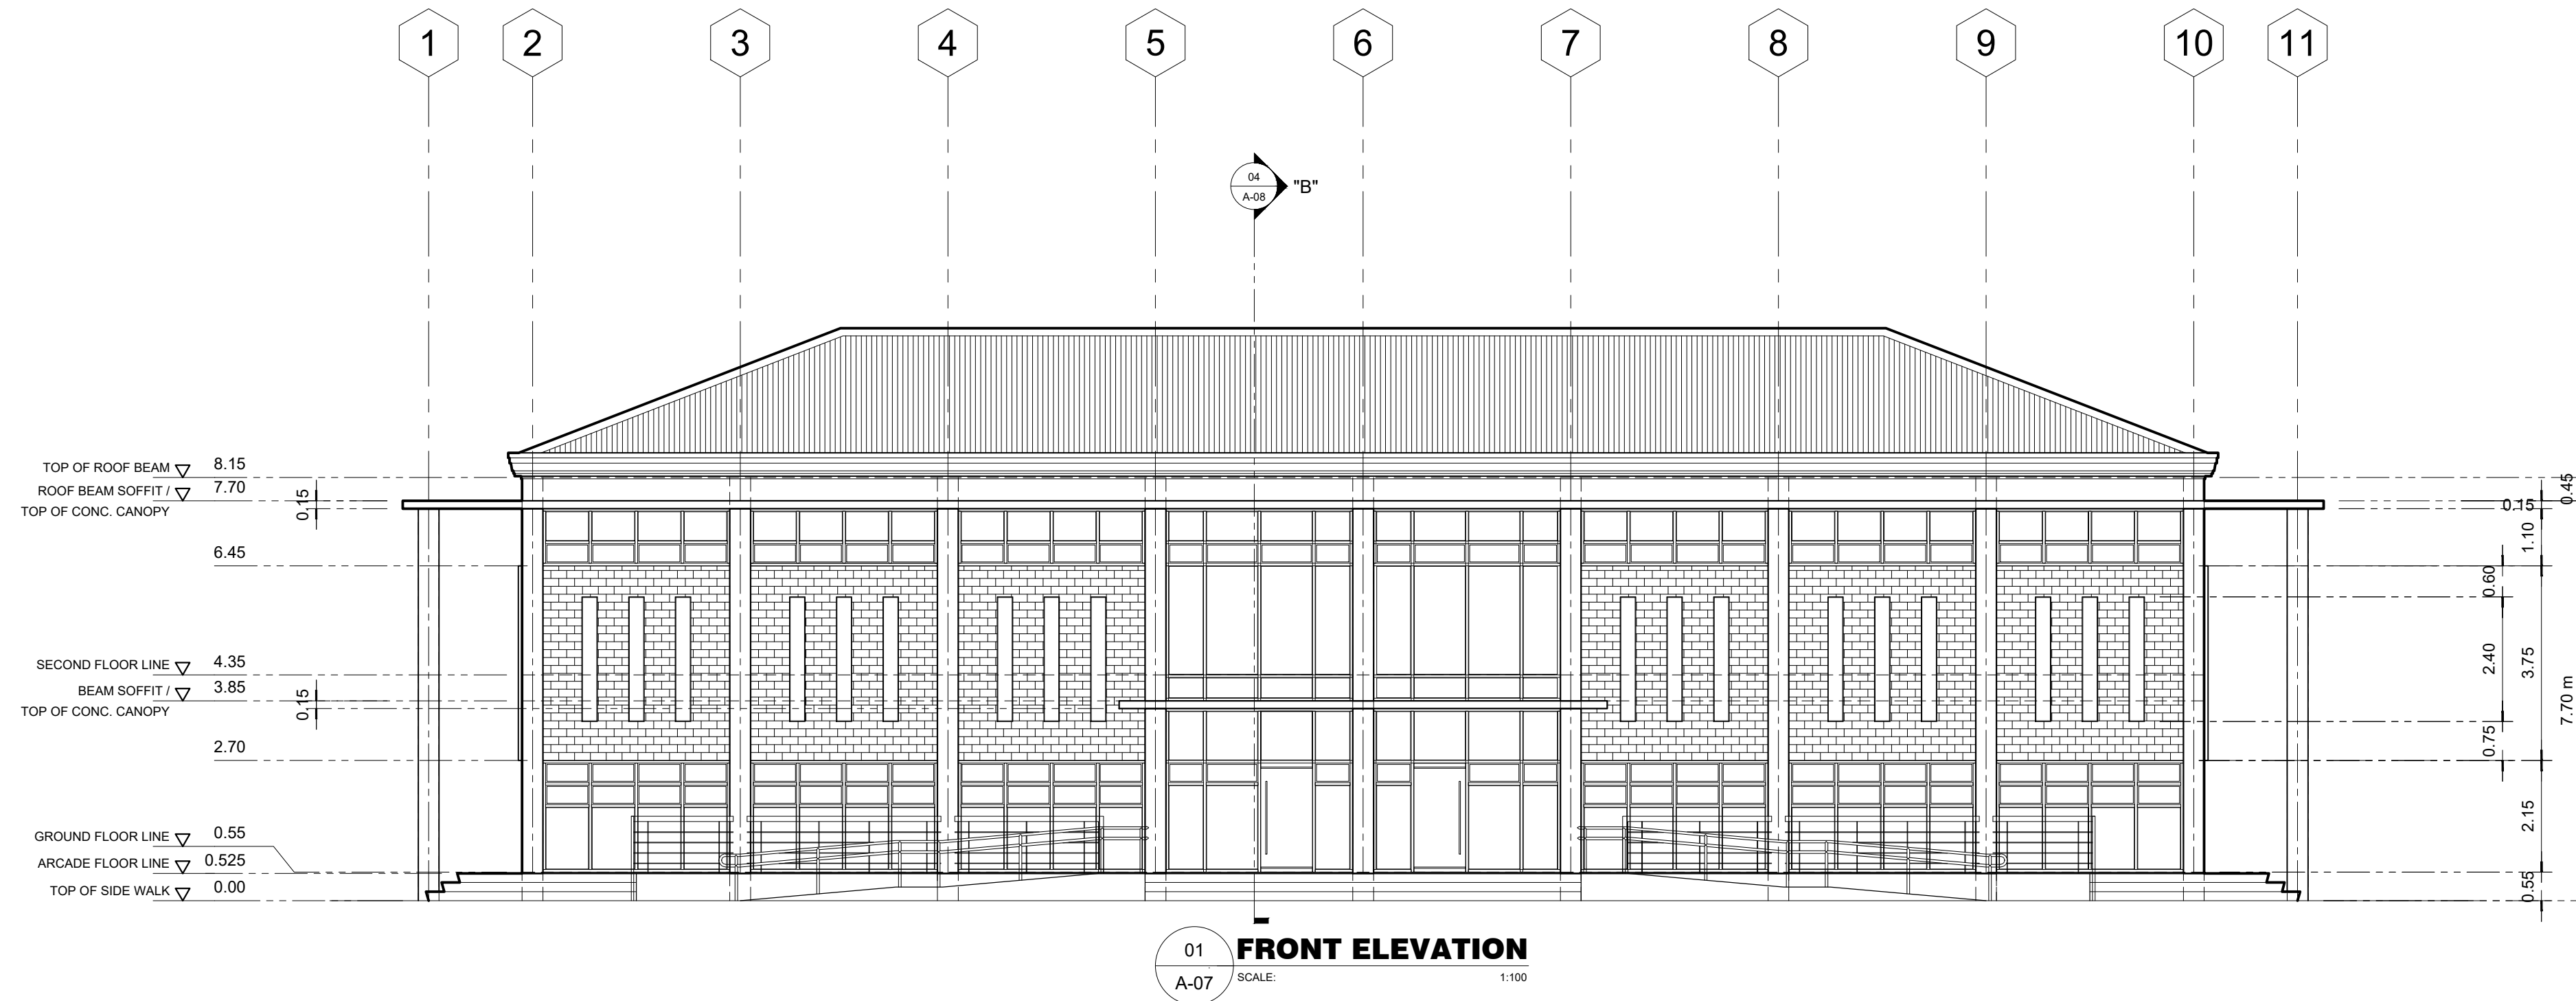 1 2 3 4 5 6 7 8 9 10 11
04
A-08
"B"
TOP OF ROOF BEAM 8.15
ROOF BEAM SOFFIT / 7.70
TOP OF CONC. CANOPY
0.15
6.45
SECOND FLOOR LINE 4.35
BEAM SOFFIT / 3.85
TOP OF CONC. CANOPY
0.15
2.70
GROUND FLOOR LINE 0.55
ARCADE FLOOR LINE 0.525
TOP OF SIDE WALK 0.00
0.45
0.15
1.10
0.60
2.40
3.75
7.70 m
0.75
2.15
0.55
01
A-07
FRONT ELEVATION
SCALE: 1:100